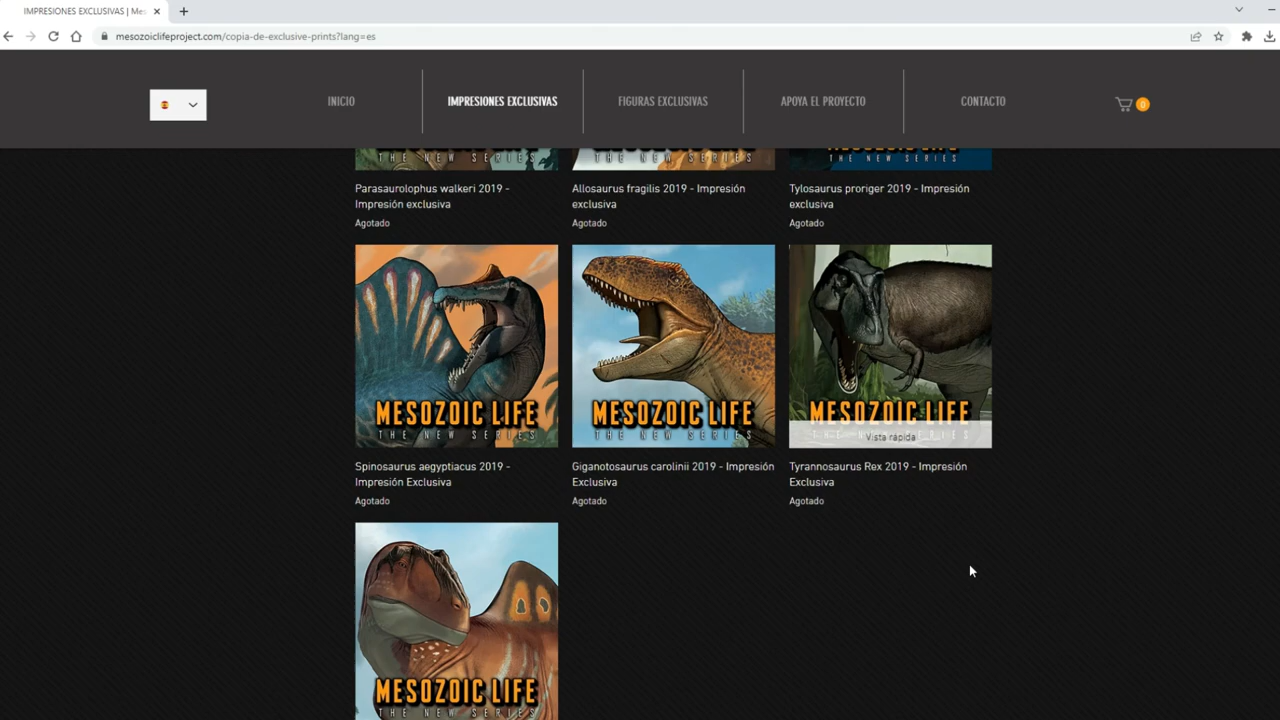 IMPRESIONES EXCLUSIVAS | Mes
mesozoiclifeproject.com/copia-de-exclusive-prints?lang=es
INICIO
IMPRESIONES EXCLUSIVAS
FIGURAS EXCLUSIVAS
APOYA EL PROYECTO
CONTACTO
0
THE NEW SERIES
THE NEW SERIES
THE NEW SERIES
Parasaurolophus walkeri 2019 -
Impresión exclusiva
Agotado
Allosaurus fragilis 2019 - Impresión
exclusiva
Agotado
Tylosaurus proriger 2019 - Impresión
exclusiva
Agotado
MESOZOIC LIFE
THE NEW SERIES
MESOZOIC LIFE
THE NEW SERIES
MESOZOIC LIFE
THE NEW SERIES
Vista rápida
Spinosaurus aegyptiacus 2019 -
Impresión Exclusiva
Agotado
Giganotosaurus carolinii 2019 - Impresión
Exclusiva
Agotado
Tyrannosaurus Rex 2019 - Impresión
Exclusiva
Agotado
MESOZOIC LIFE
THE NEW SERIES